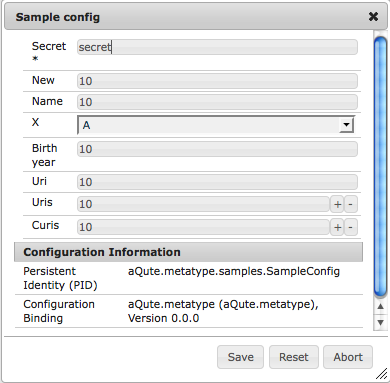 Sample config
Secret
*
secret
New
10
Name
10
X
A
Birth
year
10
Uri
10
Uris
10
+ -
Curis
10
+ -
Configuration Information
Persistent
Identity (PID)
aQute.metatype.samples.SampleConfig
Configuration
Binding
aQute.metatype (aQute.metatype),
Version 0.0.0
Save Reset Abort